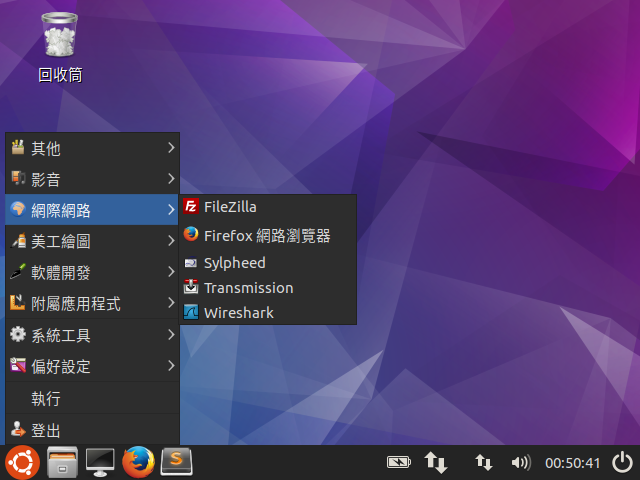 回收筒
其他
影音
網際網路
美工繪圖
軟體開發
附屬應用程式
系統工具
偏好設定
執行
登出
FileZilla
Firefox 網路瀏覽器
Sylpheed
Transmission
Wireshark
00:50:41